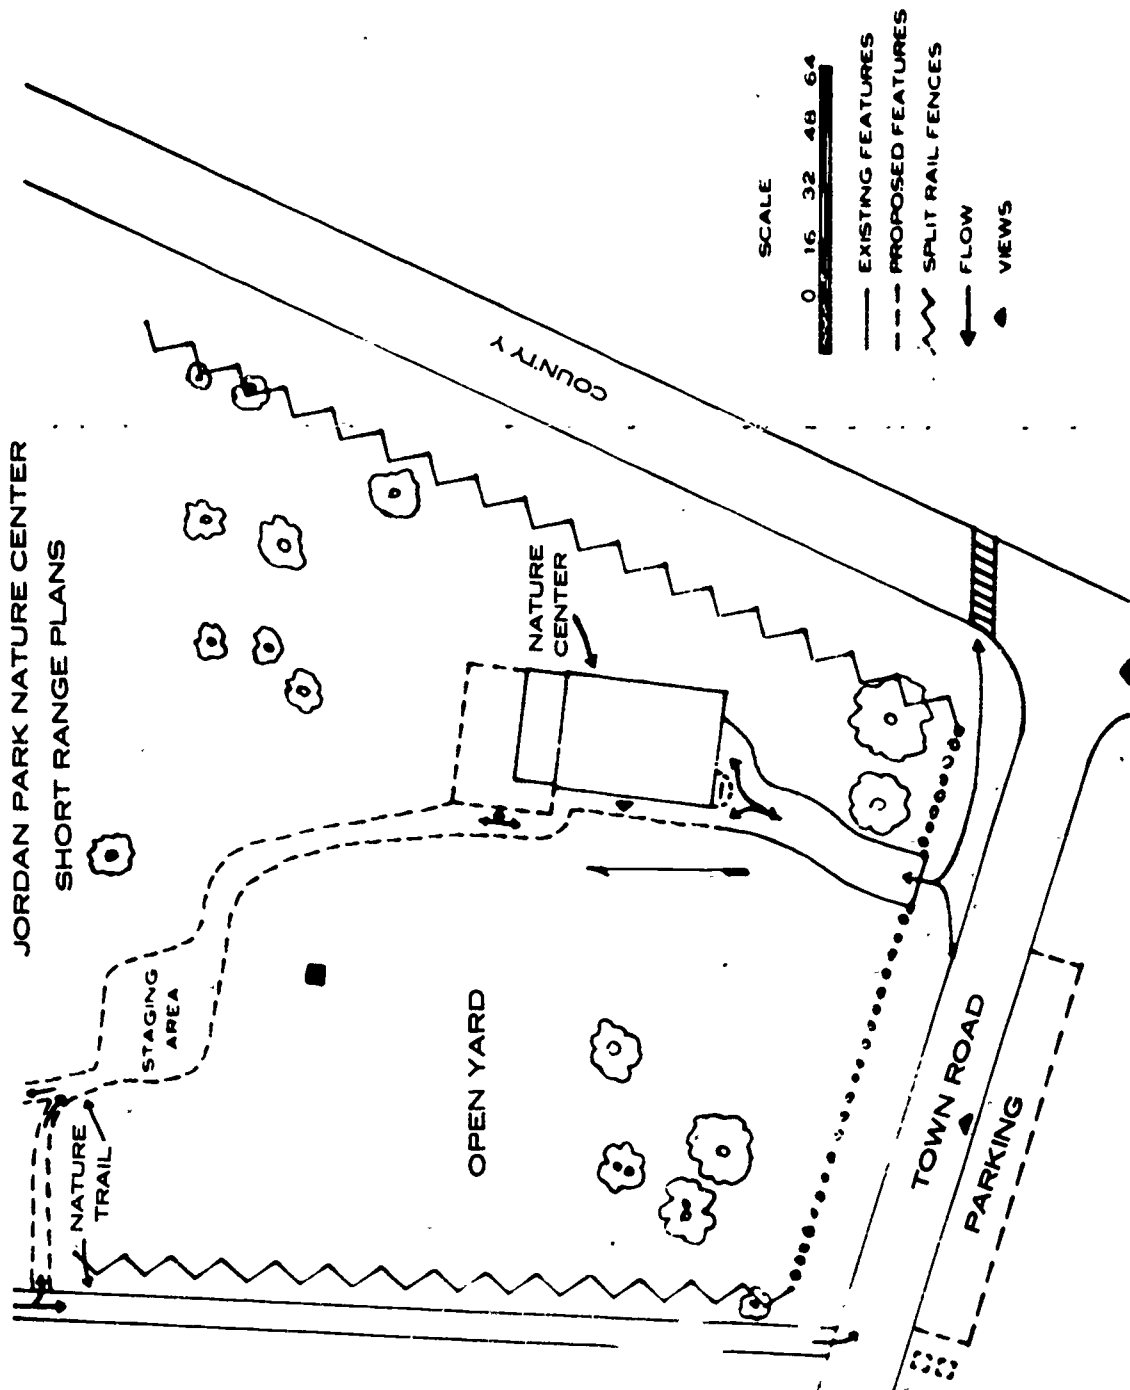 JORDAN PARK NATURE CENTER
SHORT RANGE PLANS
STAGING
AREA
NATURE
TRAIL
OPEN YARD
NATURE
CENTER
COUNTY Y
TOWN ROAD
PARKING
SCALE
0 16 32 48 64
EXISTING FEATURES
PROPOSED FEATURES
SPLIT RAIL FENCES
FLOW
VIEWS